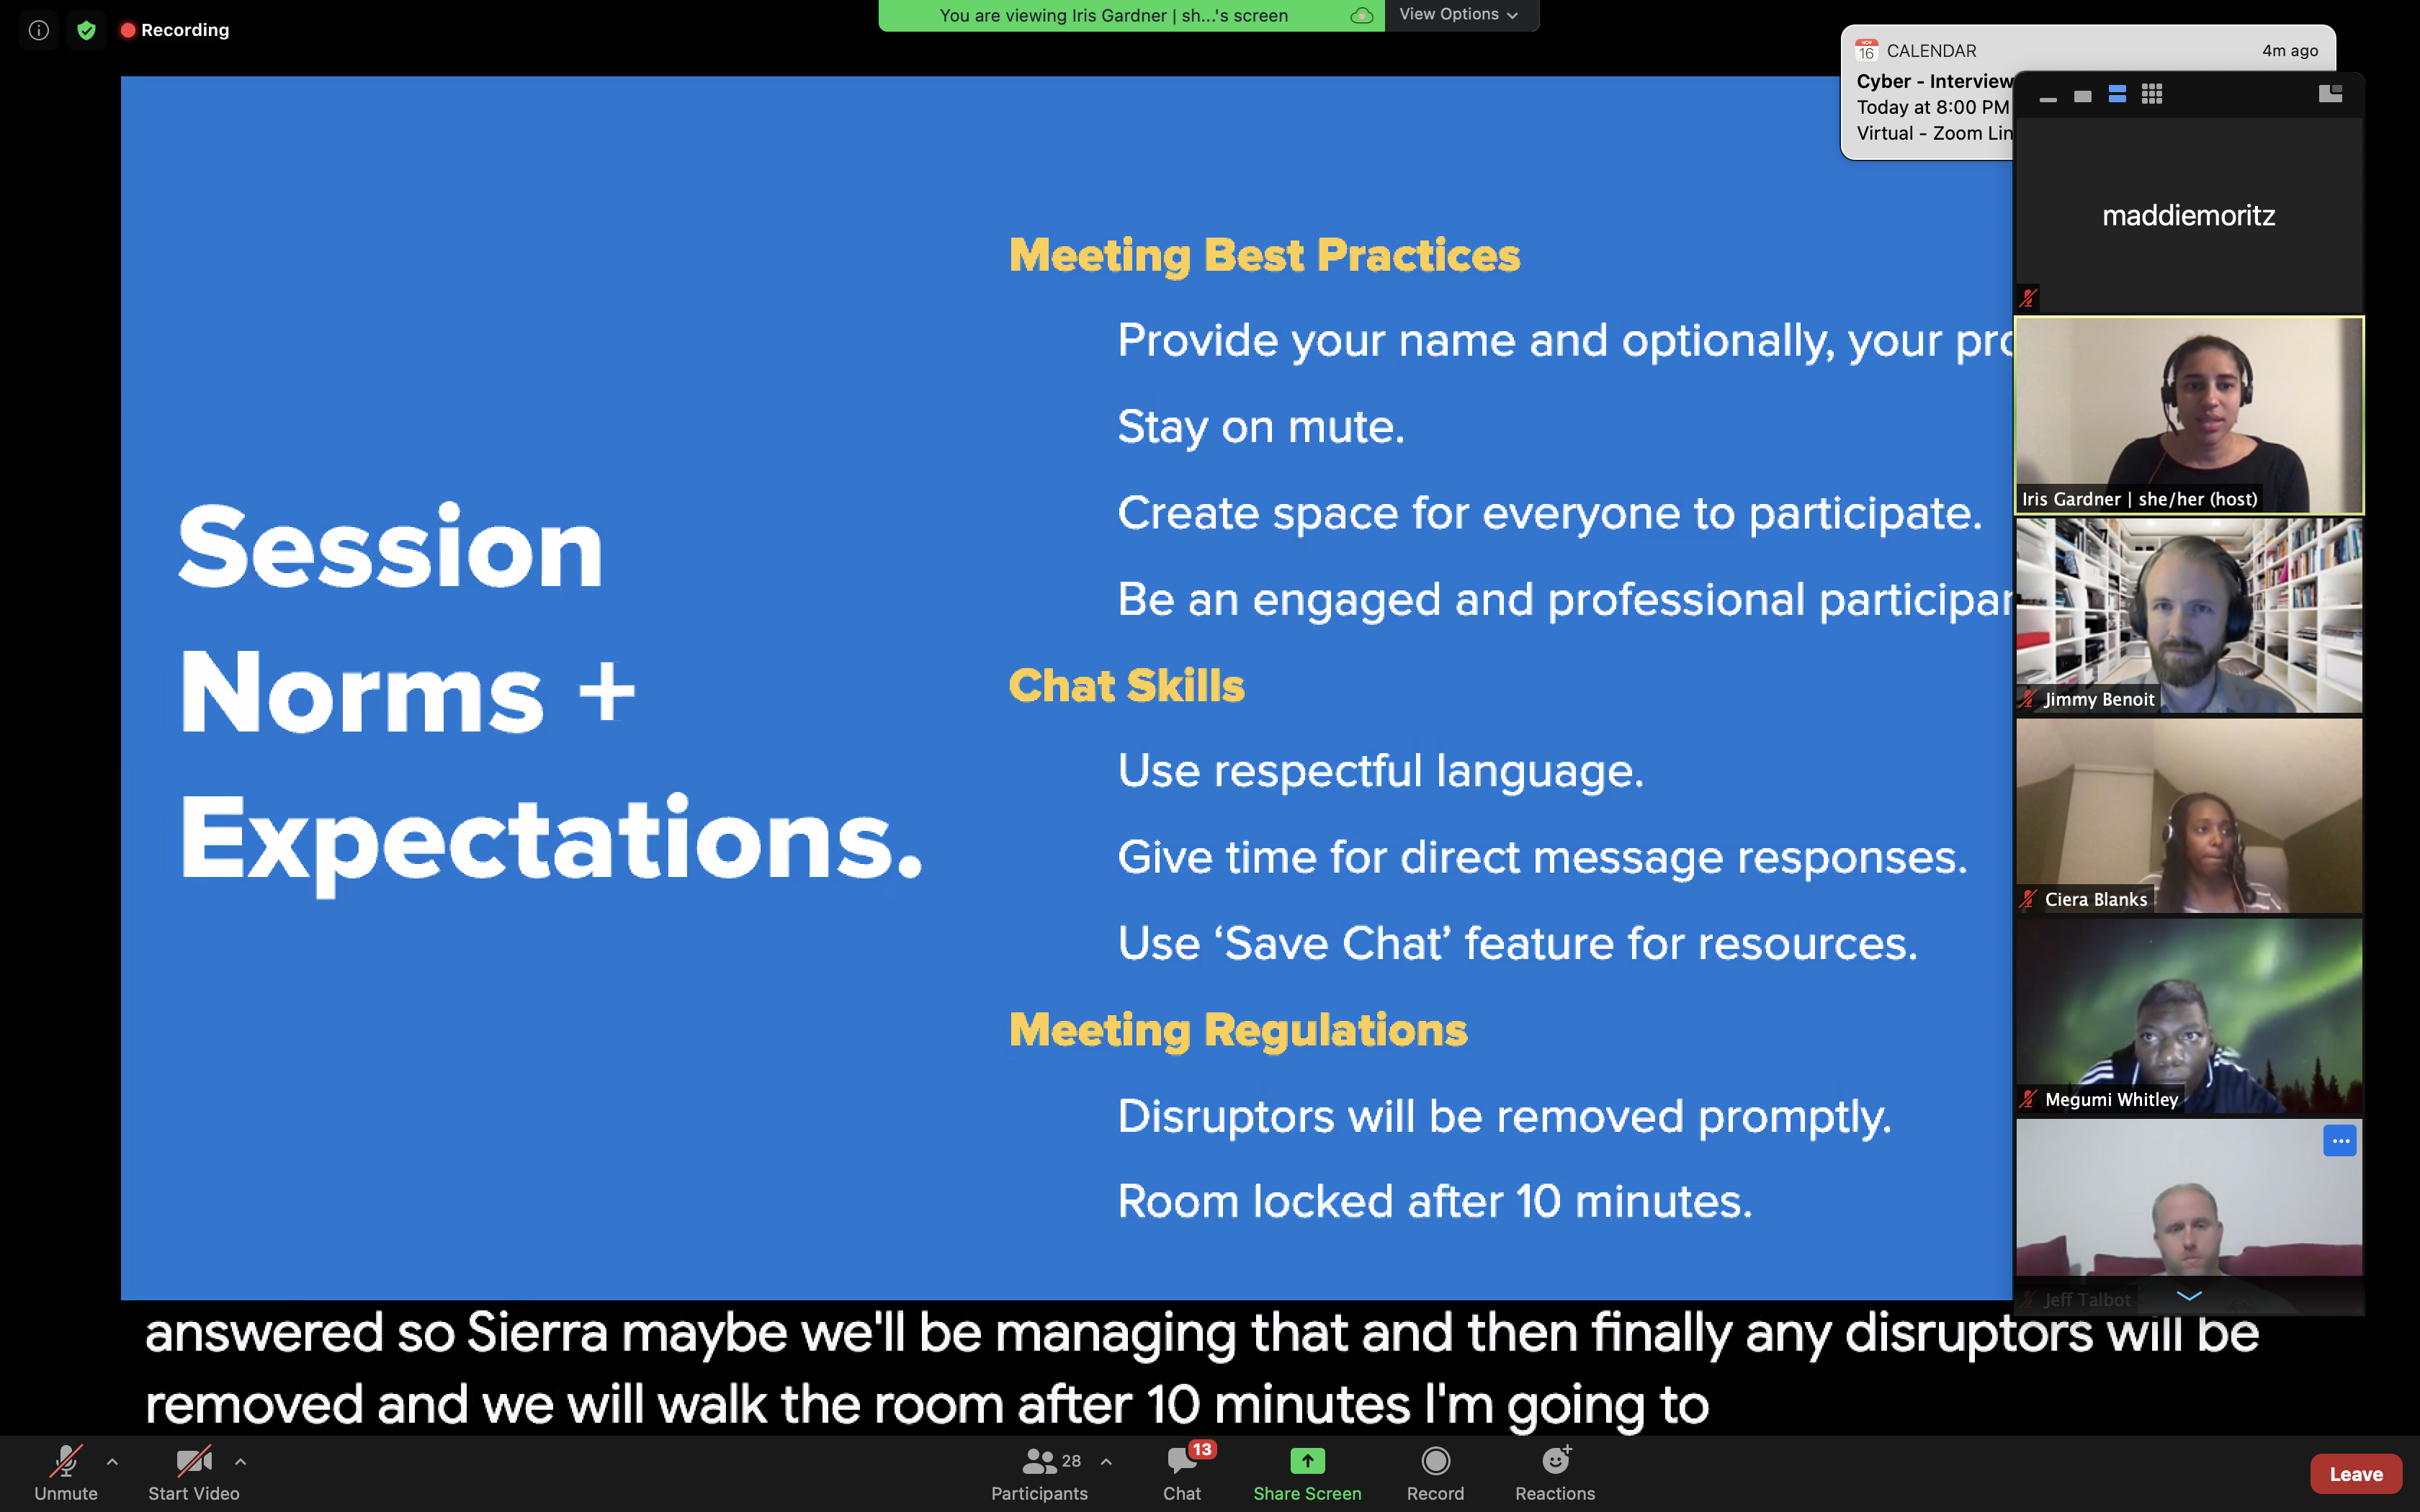 Recording
You are viewing Iris Gardner | sh...'s screen
View Options
NOV
16
CALENDAR
4m ago
Cyber - Interview
Today at 8:00 PM
Virtual - Zoom Lin
maddiemoritz
Iris Gardner | she/her (host)
Jimmy Benoit
Ciera Blanks
Megumi Whitley
Jeff Talbot
Session
Norms +
Expectations.
Meeting Best Practices
Provide your name and optionally, your pro
Stay on mute.
Create space for everyone to participate.
Be an engaged and professional participan
Chat Skills
Use respectful language.
Give time for direct message responses.
Use ‘Save Chat’ feature for resources.
Meeting Regulations
Disruptors will be removed promptly.
Room locked after 10 minutes.
answered so Sierra maybe we'll be managing that and then finally any disruptors will be
removed and we will walk the room after 10 minutes I'm going to
Unmute
Start Video
28
Participants
13
Chat
Share Screen
Record
Reactions
Leave